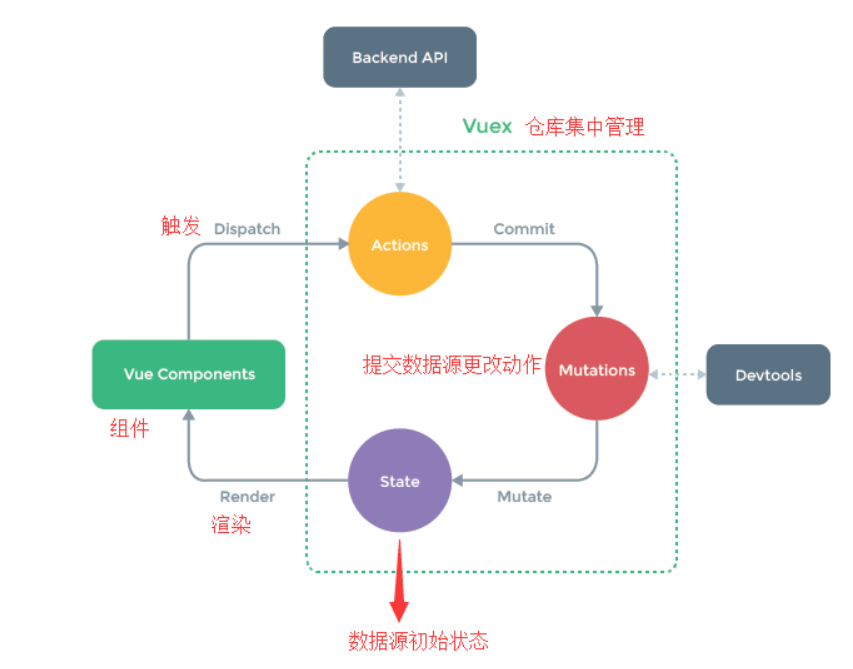 Backend API
Vuex 仓库集中管理
触发 Dispatch
Actions
Commit
Vue Components
组件
提交数据源更改动作
Mutations
Devtools
State
Render
渲染
Mutate
数据源初始状态